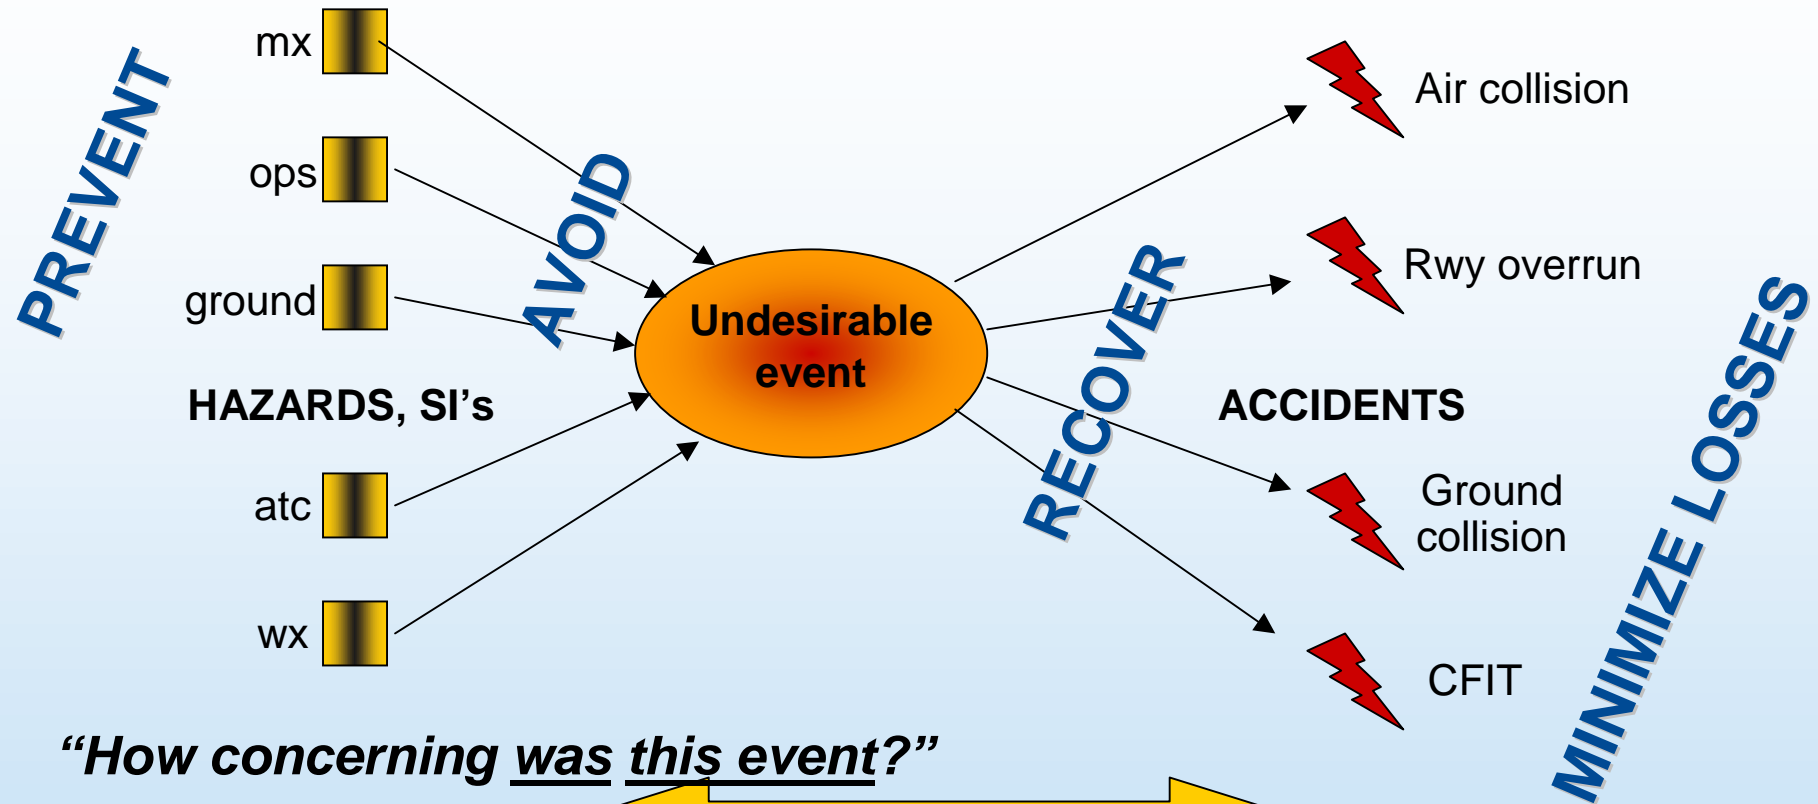 PREVENT
mx
ops
ground
HAZARDS, SI’s
atc
wx
AVOID
Undesirable
event
RECOVER
Air collision
Rwy overrun
ACCIDENTS
Ground
collision
CFIT
MINIMIZE LOSSES
“How concerning was this event?”